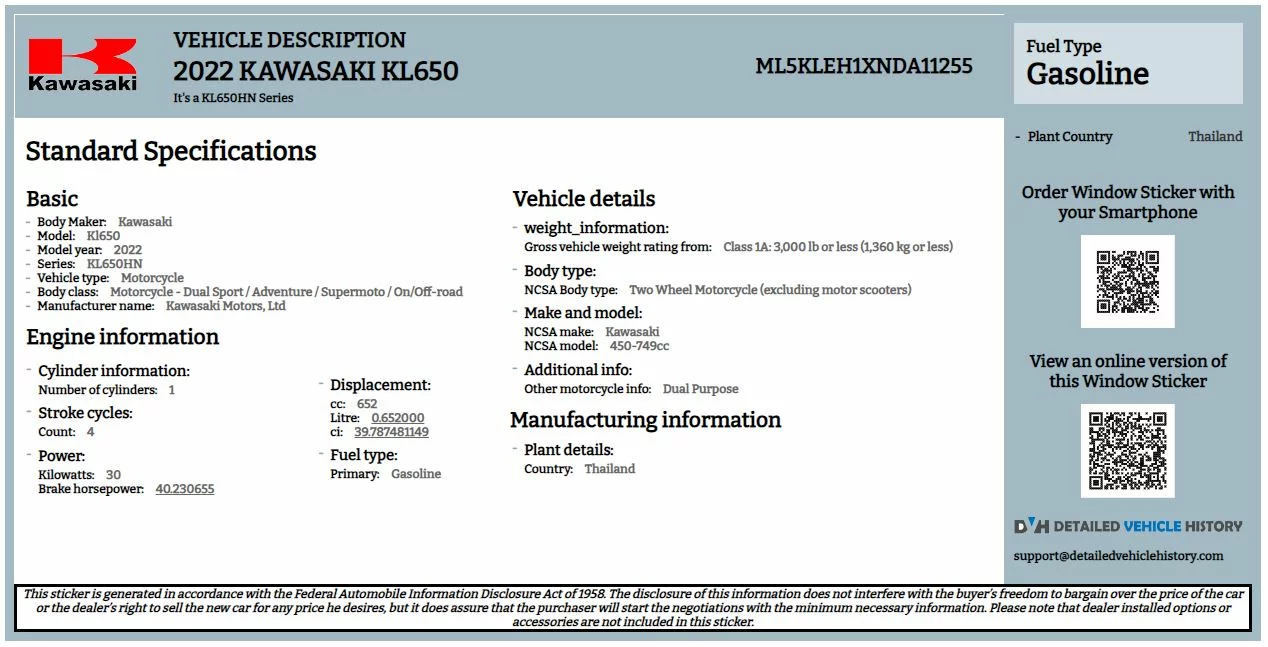 Kawasaki
VEHICLE DESCRIPTION
2022 KAWASAKI KL650
It's a KL650HN Series
ML5KLEH1XNDA11255
Fuel Type
Gasoline
- Plant Country Thailand
Order Window Sticker with
your Smartphone
View an online version of
this Window Sticker
DVH DETAILED VEHICLE HISTORY
support@detailedvehiclehistory.com
Standard Specifications
Basic
- Body Maker: Kawasaki
- Model: Kl650
- Model year: 2022
- Series: KL650HN
- Vehicle type: Motorcycle
- Body class: Motorcycle - Dual Sport / Adventure / Supermoto / On/Off-road
- Manufacturer name: Kawasaki Motors, Ltd
Engine information
- Cylinder information:
Number of cylinders: 1
- Stroke cycles:
Count: 4
- Power:
Kilowatts: 30
Brake horsepower: 40.230655
- Displacement:
cc: 652
Litre: 0.652000
ci: 39.787481149
- Fuel type:
Primary: Gasoline
Vehicle details
- weight_information:
Gross vehicle weight rating from: Class 1A: 3,000 lb or less (1,360 kg or less)
- Body type:
NCSA Body type: Two Wheel Motorcycle (excluding motor scooters)
- Make and model:
NCSA make: Kawasaki
NCSA model: 450-749cc
- Additional info:
Other motorcycle info: Dual Purpose
Manufacturing information
- Plant details:
Country: Thailand
This sticker is generated in accordance with the Federal Automobile Information Disclosure Act of 1958. The disclosure of this information does not interfere with the buyer's freedom to bargain over the price of the car
or the dealer's right to sell the new car for any price he desires, but it does assure that the purchaser will start the negotiations with the minimum necessary information. Please note that dealer installed options or
accessories are not included in this sticker.